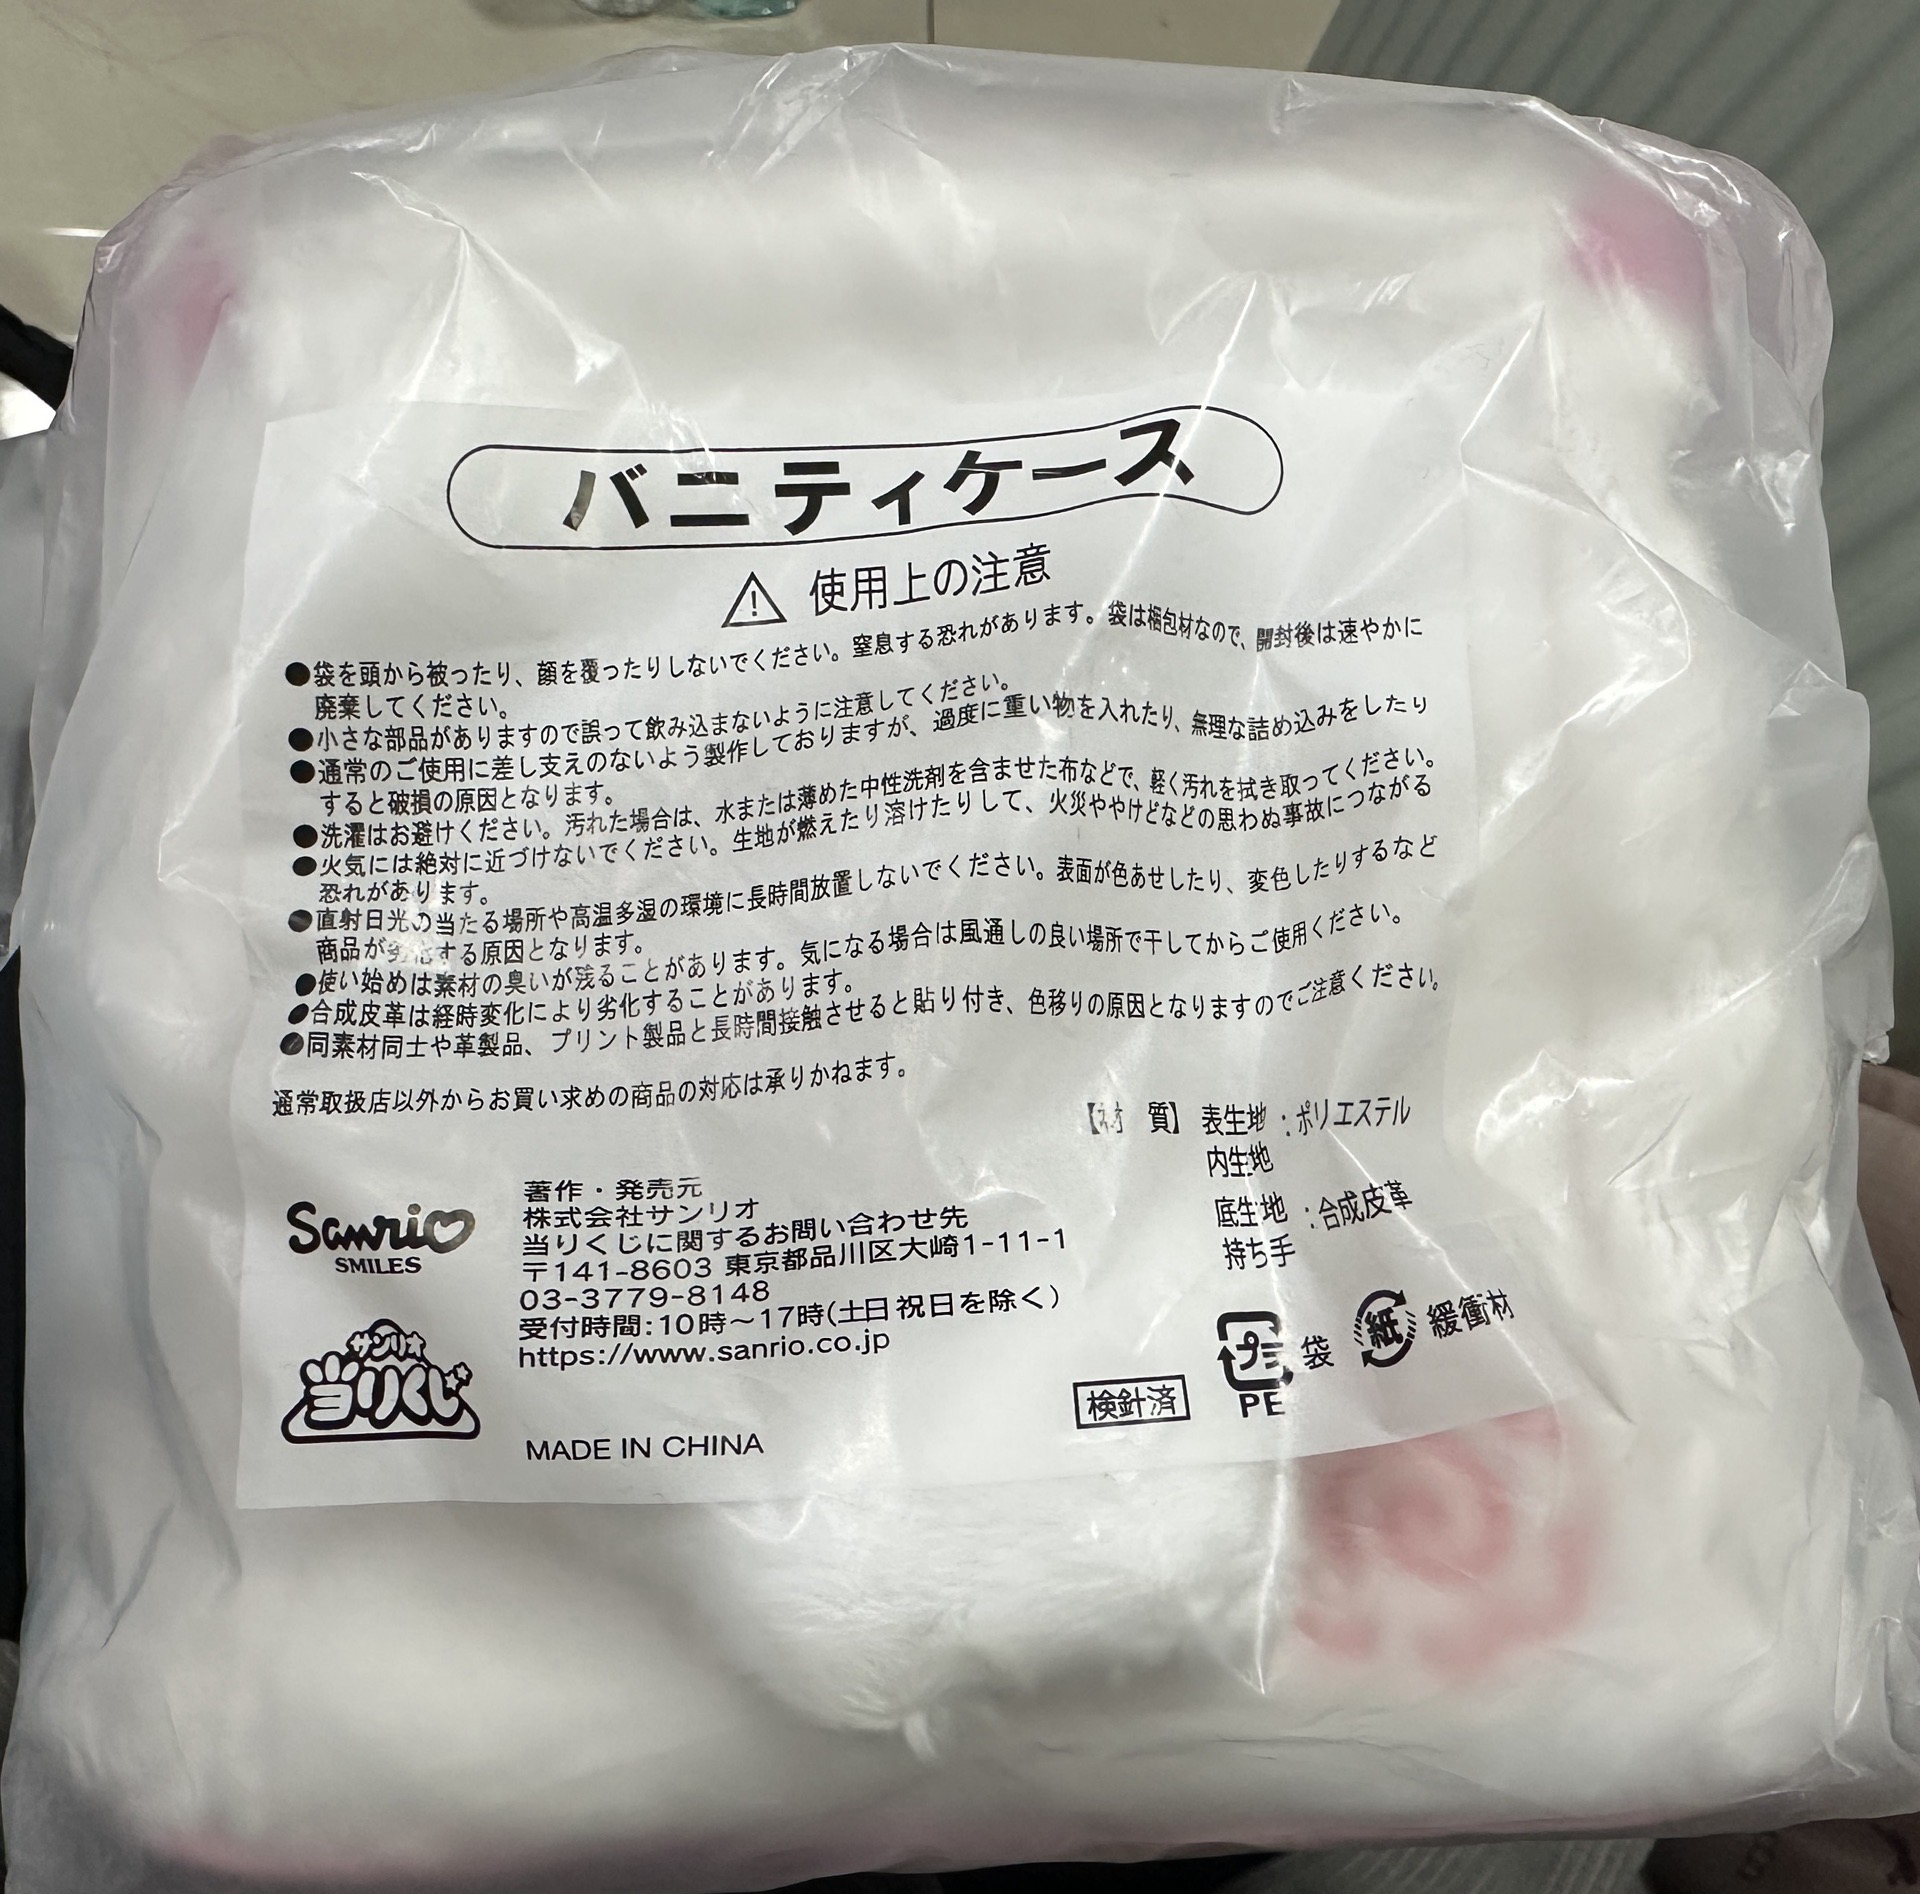 バニティケース
⚠ 使用上の注意
●袋を頭から被ったり、顔を覆ったりしないでください。窒息する恐れがあります。袋は梱包材なので、開封後は速やかに
廃棄してください。
●小さな部品がありますので誤って飲み込まないように注意してください。
●通常のご使用に差し支えのないよう製作しておりますが、過度に重い物を入れたり、無理な詰め込みをしたり
すると破損の原因となります。
●洗濯はお避けください。汚れた場合は、水または薄めた中性洗剤を含ませた布などで、軽く汚れを拭き取ってください。
●火気には絶対に近づけないでください。生地が燃えたり溶けたりして、火災ややけどなどの思わぬ事故につながる
恐れがあります。
●直射日光の当たる場所や高温多湿の環境に長時間放置しないでください。表面が色あせしたり、変色したりするなど
商品が劣化する原因となります。
●使い始めは素材の臭いが残ることがあります。気になる場合は風通しの良い場所で干してからご使用ください。
●合成皮革は経時変化により劣化することがあります。
●同素材同士や革製品、プリント製品と長時間接触させると貼り付き、色移りの原因となりますのでご注意ください。
通常取扱店以外からお買い求めの商品の対応は承りかねます。
【材 質】 表生地 : ポリエステル
内生地
底生地 : 合成皮革
持ち手
Sanrio
SMILES
サンリオ
当りくじ
著作・発売元
株式会社サンリオ
当りくじに関するお問い合わせ先
〒141-8603 東京都品川区大崎1-11-1
03-3779-8148
受付時間:10時～17時(土日祝日を除く)
https://www.sanrio.co.jp
MADE IN CHINA
検針済
プラ 袋
PE
紙 緩衝材